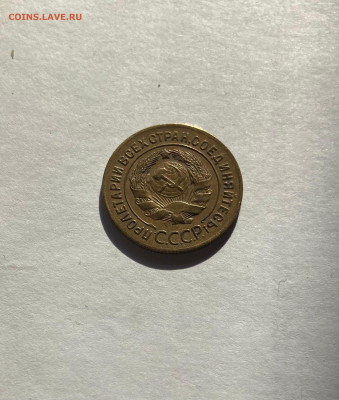 COINS.LAVE.RU
ПРОЛЕТАРИИ ВСЕХ СТРАН, СОЕДИНЯЙТЕСЬ!
СССР